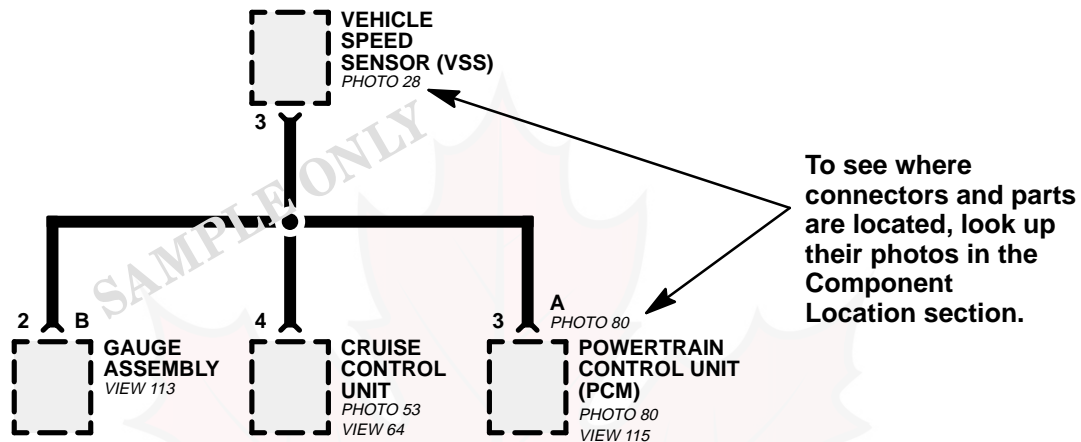 VEHICLE
SPEED
SENSOR (VSS)
PHOTO 28
3
SAMPLE ONLY
To see where
connectors and parts
are located, look up
their photos in the
Component
Location section.
2 B
GAUGE
ASSEMBLY
VIEW 113
4
CRUISE
CONTROL
UNIT
PHOTO 53
VIEW 64
A
3 PHOTO 80
POWERTRAIN
CONTROL UNIT
(PCM)
PHOTO 80
VIEW 115